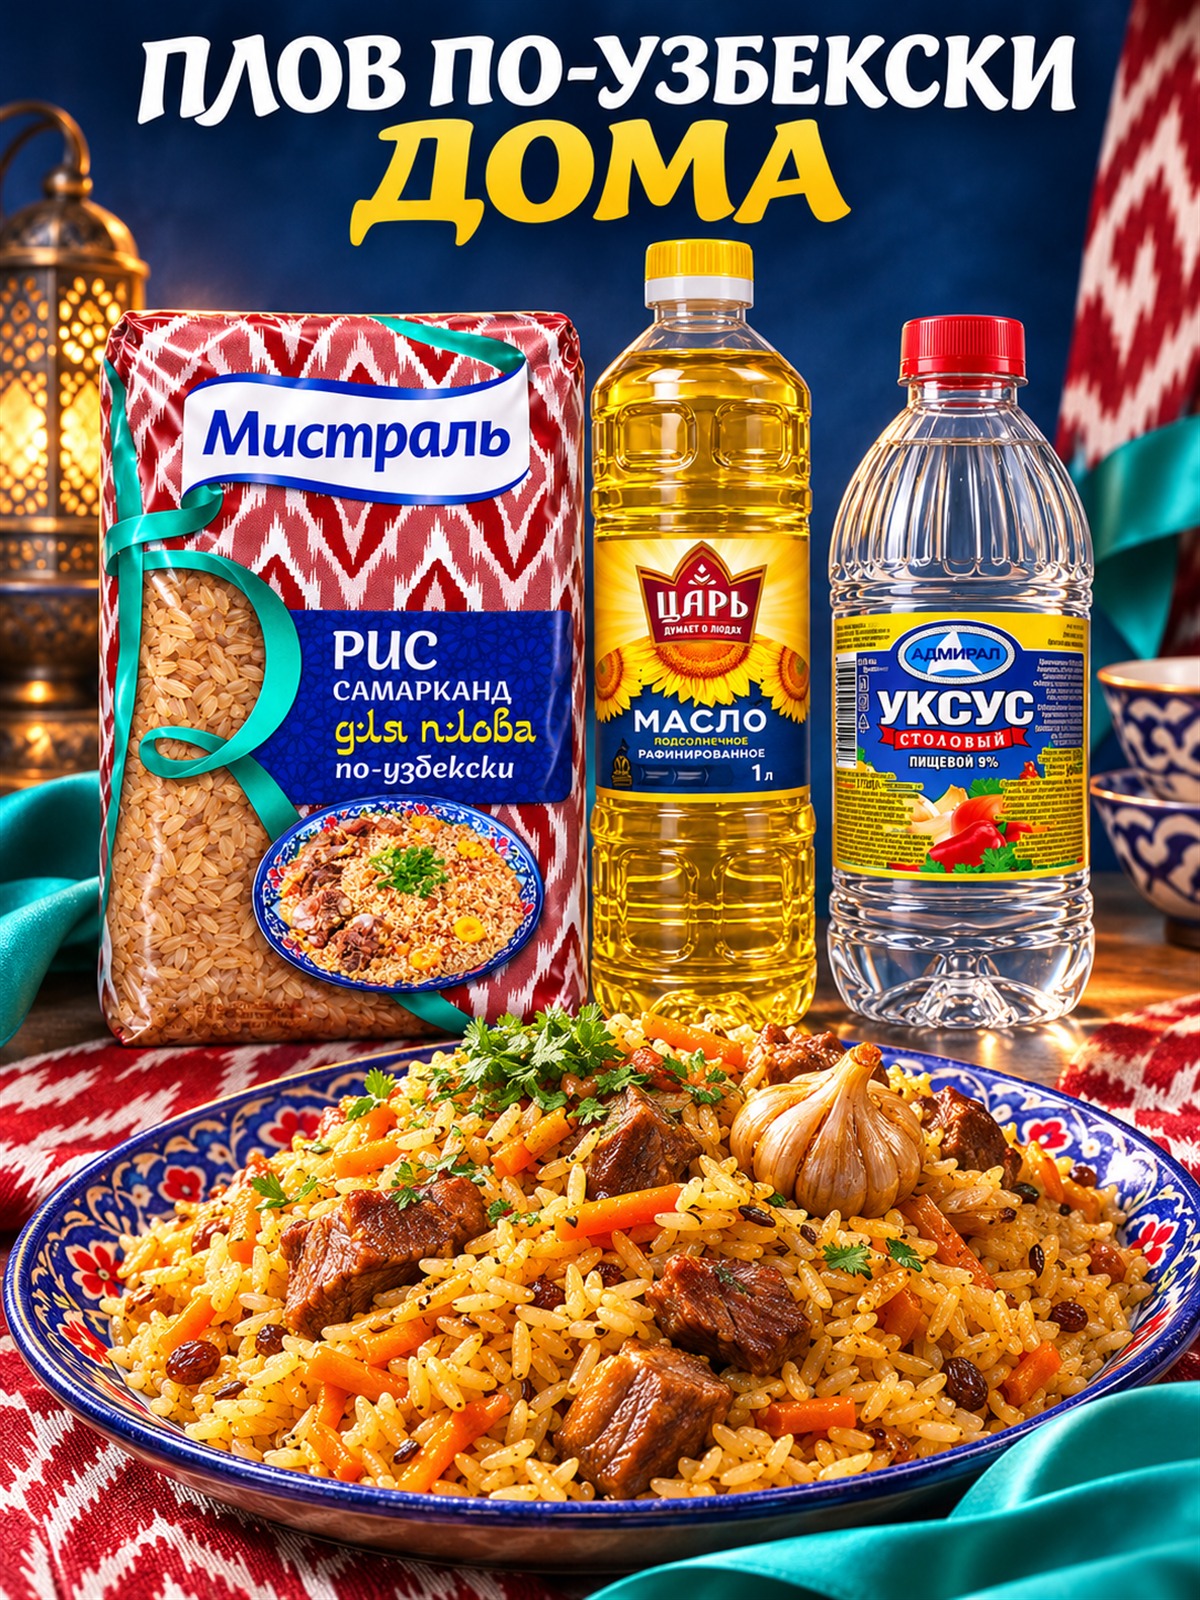 ПЛОВ ПО-УЗБЕКСКИ
ДОМА
Мистраль
РИС
САМАРКАНД
для плова
по-узбекски
ЦАРЬ
ДУМАЕТ О ЛЮДЯХ
МАСЛО
ПОДСОЛНЕЧНОЕ
РАФИНИРОВАННОЕ
1 л
АДМИРАЛ
УКСУС
СТОЛОВЫЙ
ПИЩЕВОЙ 9%